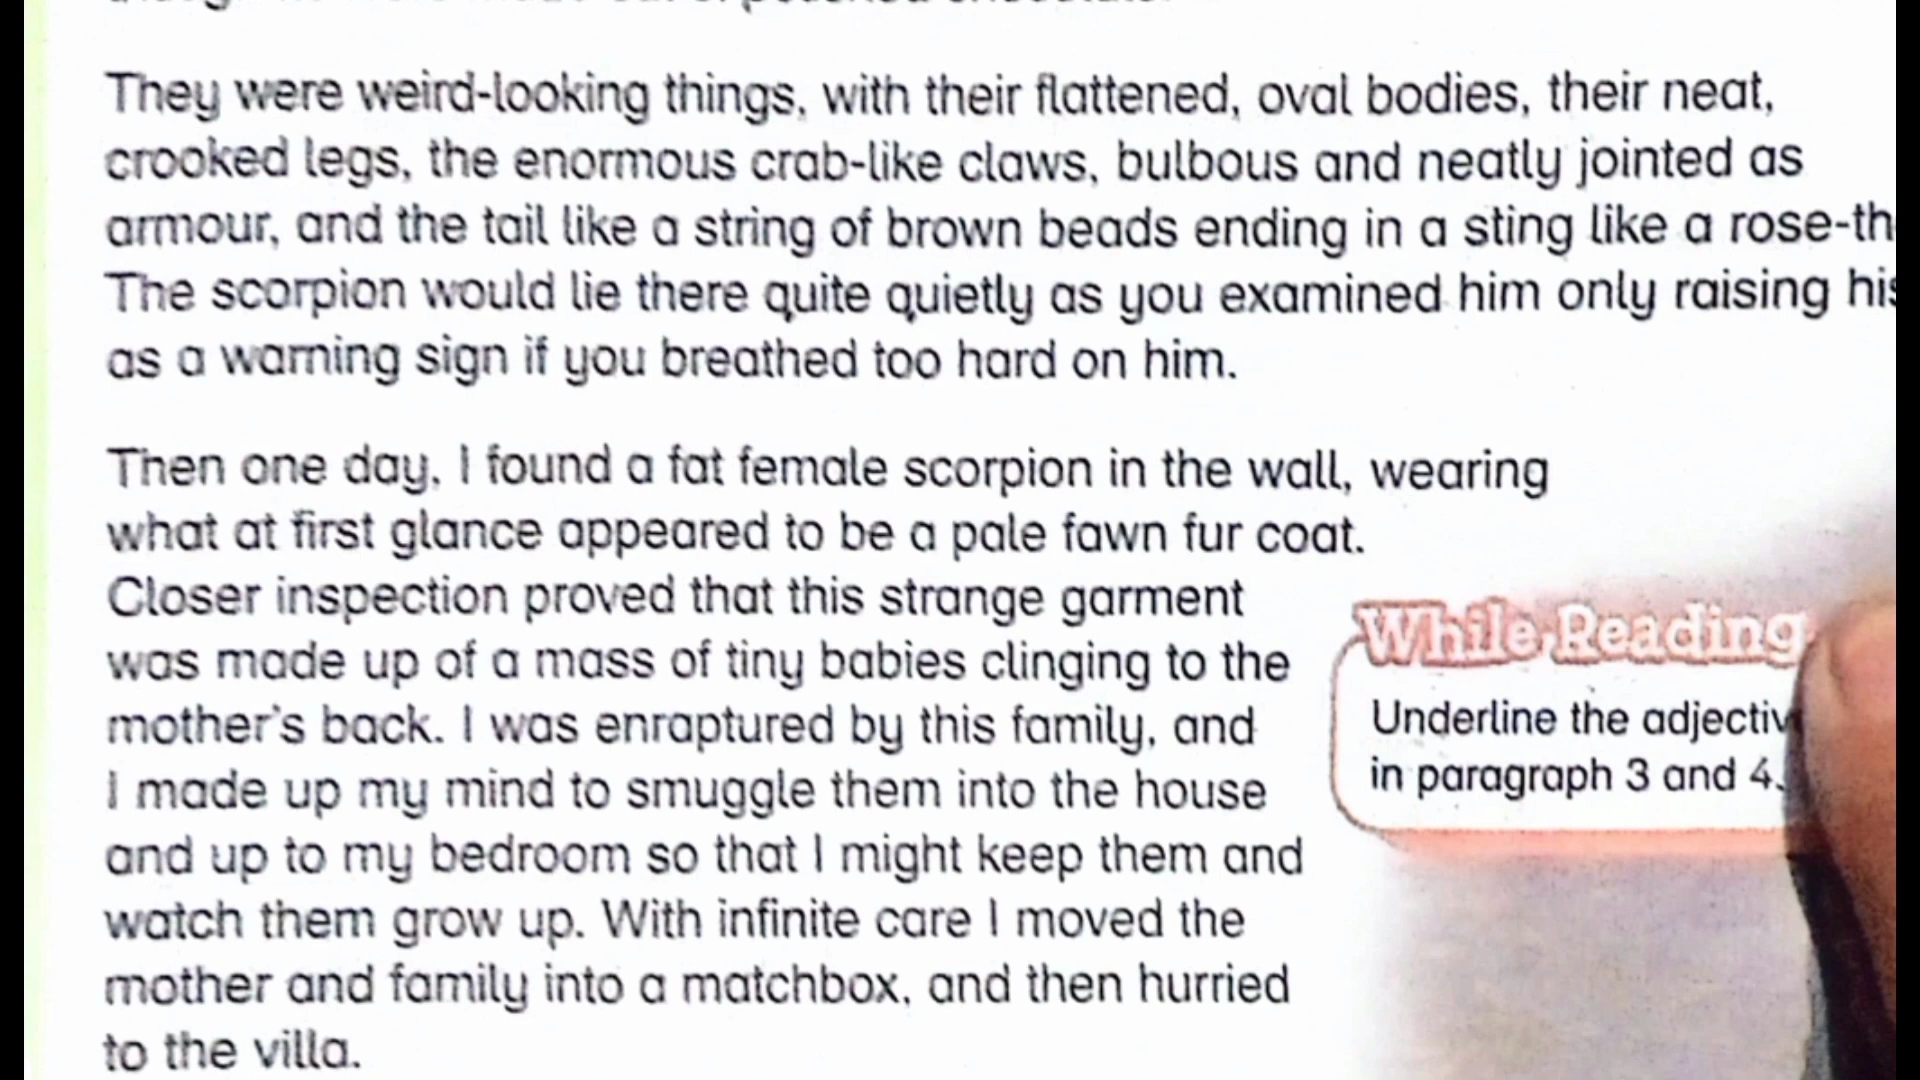 They were weird-looking things, with their flattened, oval bodies, their neat,
crooked legs, the enormous crab-like claws, bulbous and neatly jointed as
armour, and the tail like a string of brown beads ending in a sting like a
The scorpion would lie there quite quietly as you examined him only raising
as a warning sign if you breathed too hard on him.
Then one day, I found a fat female scorpion in the wall, wearing
what at first glance appeared to be a pale fawn fur coat.
Closer inspection proved that this strange garment
was made up of a mass of tiny babies clinging to the
mother's back. I was enraptured by this family, and
I made up my mind to smuggle them into the house
and up to my bedroom so that I might keep them and
watch them grow up. With infinite care I moved the
mother and family into a matchbox, and then hurried
to the villa.
While Reading
Underline the
in paragraph 3 and 4.